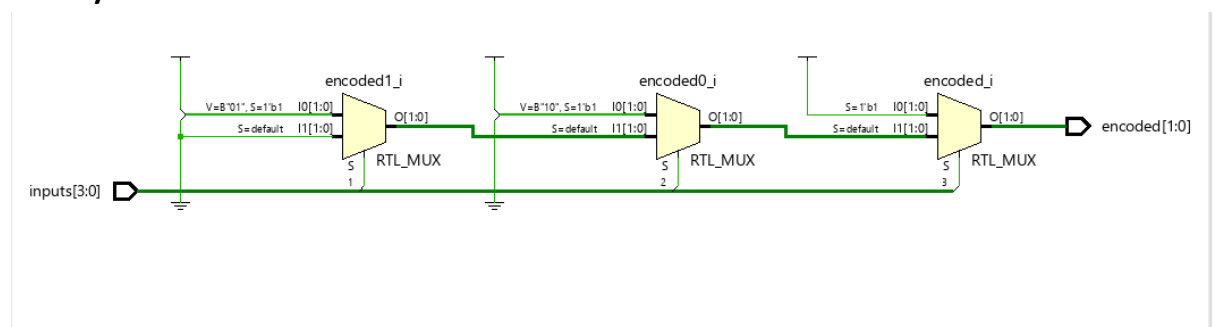 encoded1_i
encoded0_i
encoded_i
V=B"01", S=1'b1 I0[1:0]
S=default I1[1:0]
O[1:0]
S
1
RTL_MUX
V=B"10", S=1'b1 I0[1:0]
S=default I1[1:0]
O[1:0]
S
2
RTL_MUX
S=1'b1 I0[1:0]
S=default I1[1:0]
O[1:0]
S
3
RTL_MUX
encoded[1:0]
inputs[3:0]